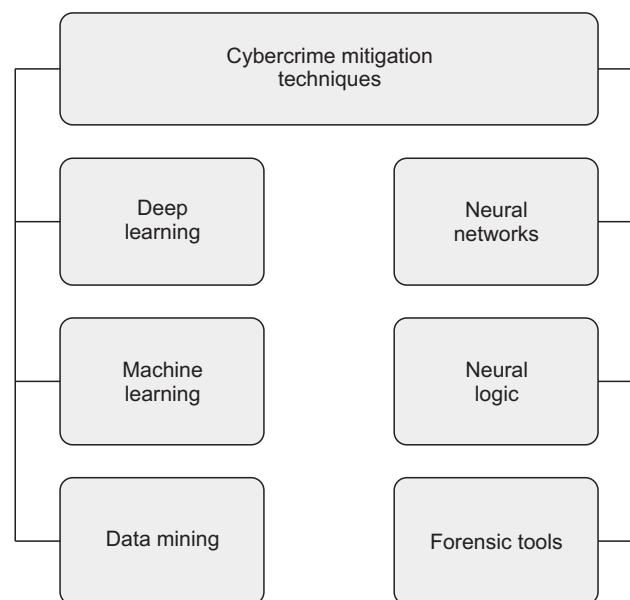 Cybercrime mitigation
techniques
Deep
learning
Neural
networks
Machine
learning
Neural
logic
Data mining
Forensic tools